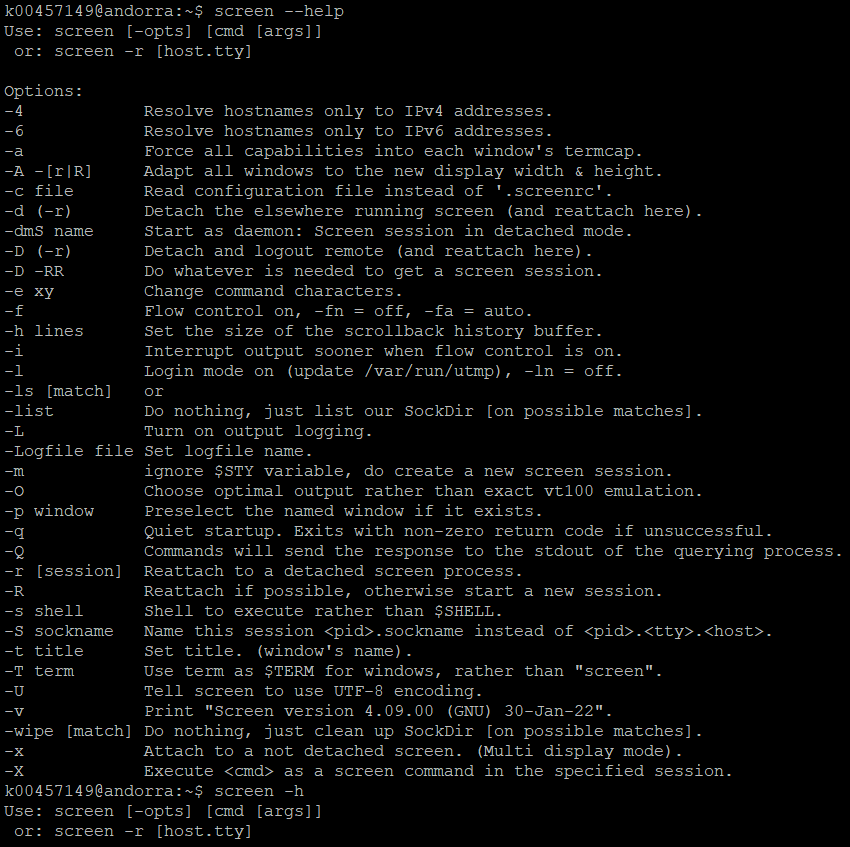 k00457149@andorra:~$ screen --help
Use: screen [-opts] [cmd [args]]
 or: screen -r [host.tty]

Options:
-4            Resolve hostnames only to IPv4 addresses.
-6            Resolve hostnames only to IPv6 addresses.
-a            Force all capabilities into each window's termcap.
-A -[r|R]     Adapt all windows to the new display width & height.
-c file       Read configuration file instead of '.screenrc'.
-d (-r)       Detach the elsewhere running screen (and reattach here).
-dmS name     Start as daemon: Screen session in detached mode.
-D (-r)       Detach and logout remote (and reattach here).
-D -RR        Do whatever is needed to get a screen session.
-e xy         Change command characters.
-f            Flow control on, -fn = off, -fa = auto.
-h lines      Set the size of the scrollback history buffer.
-i            Interrupt output sooner when flow control is on.
-l            Login mode on (update /var/run/utmp), -ln = off.
-ls [match]   or
-list         Do nothing, just list our SockDir [on possible matches].
-L            Turn on output logging.
-Logfile file Set logfile name.
-m            ignore $STY variable, do create a new screen session.
-O            Choose optimal output rather than exact vt100 emulation.
-p window     Preselect the named window if it exists.
-q            Quiet startup. Exits with non-zero return code if unsuccessful.
-Q            Commands will send the response to the stdout of the querying process.
-r [session]  Reattach to a detached screen process.
-R            Reattach if possible, otherwise start a new session.
-s shell      Shell to execute rather than $SHELL.
-S sockname   Name this session <pid>.sockname instead of <pid>.<tty>.<host>.
-t title      Set title. (window's name).
-T term       Use term as $TERM for windows, rather than "screen".
-U            Tell screen to use UTF-8 encoding.
-v            Print "Screen version 4.09.00 (GNU) 30-Jan-22".
-wipe [match] Do nothing, just clean up SockDir [on possible matches].
-x            Attach to a not detached screen. (Multi display mode).
-X            Execute <cmd> as a screen command in the specified session.
k00457149@andorra:~$ screen -h
Use: screen [-opts] [cmd [args]]
 or: screen -r [host.tty]